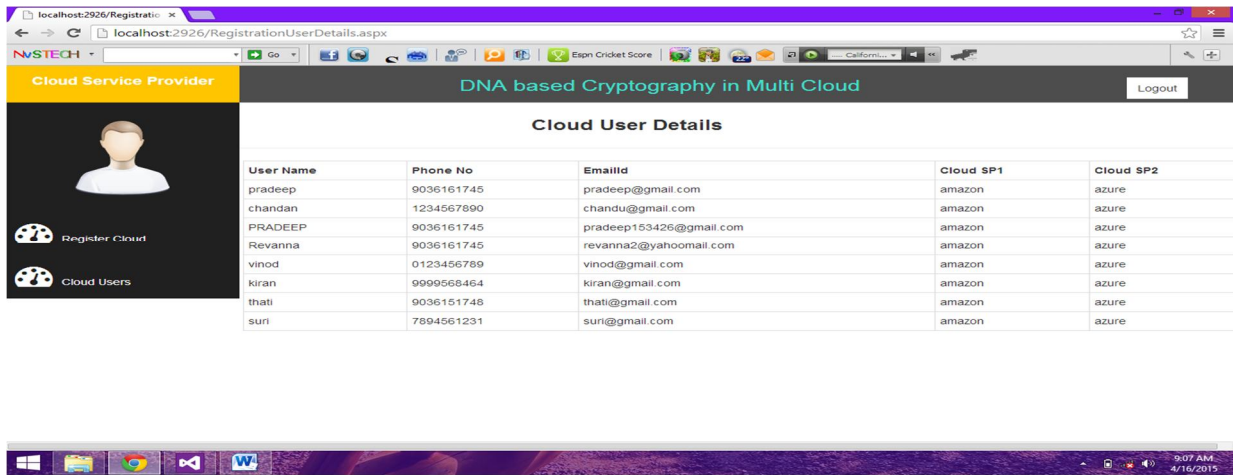 localhost:2926/Registratio
localhost:2926/RegistrationUserDetails.aspx
NVSTECH
Go
Espn Cricket Score
22°
Californi...
Cloud Service Provider
DNA based Cryptography in Multi Cloud
Logout
Cloud User Details
User Name Phone No EmailId Cloud SP1 Cloud SP2
pradeep 9036161745 pradeep@gmail.com amazon azure
chandan 1234567890 chandu@gmail.com amazon azure
PRADEEP 9036161745 pradeep153426@gmail.com amazon azure
Revanna 9036161745 revanna2@yahoomail.com amazon azure
vinod 0123456789 vinod@gmail.com amazon azure
kiran 9999568464 kiran@gmail.com amazon azure
thati 9036151748 thati@gmail.com amazon azure
suri 7894561231 suri@gmail.com amazon azure
Register Cloud
Cloud Users
9:07 AM
4/16/2015